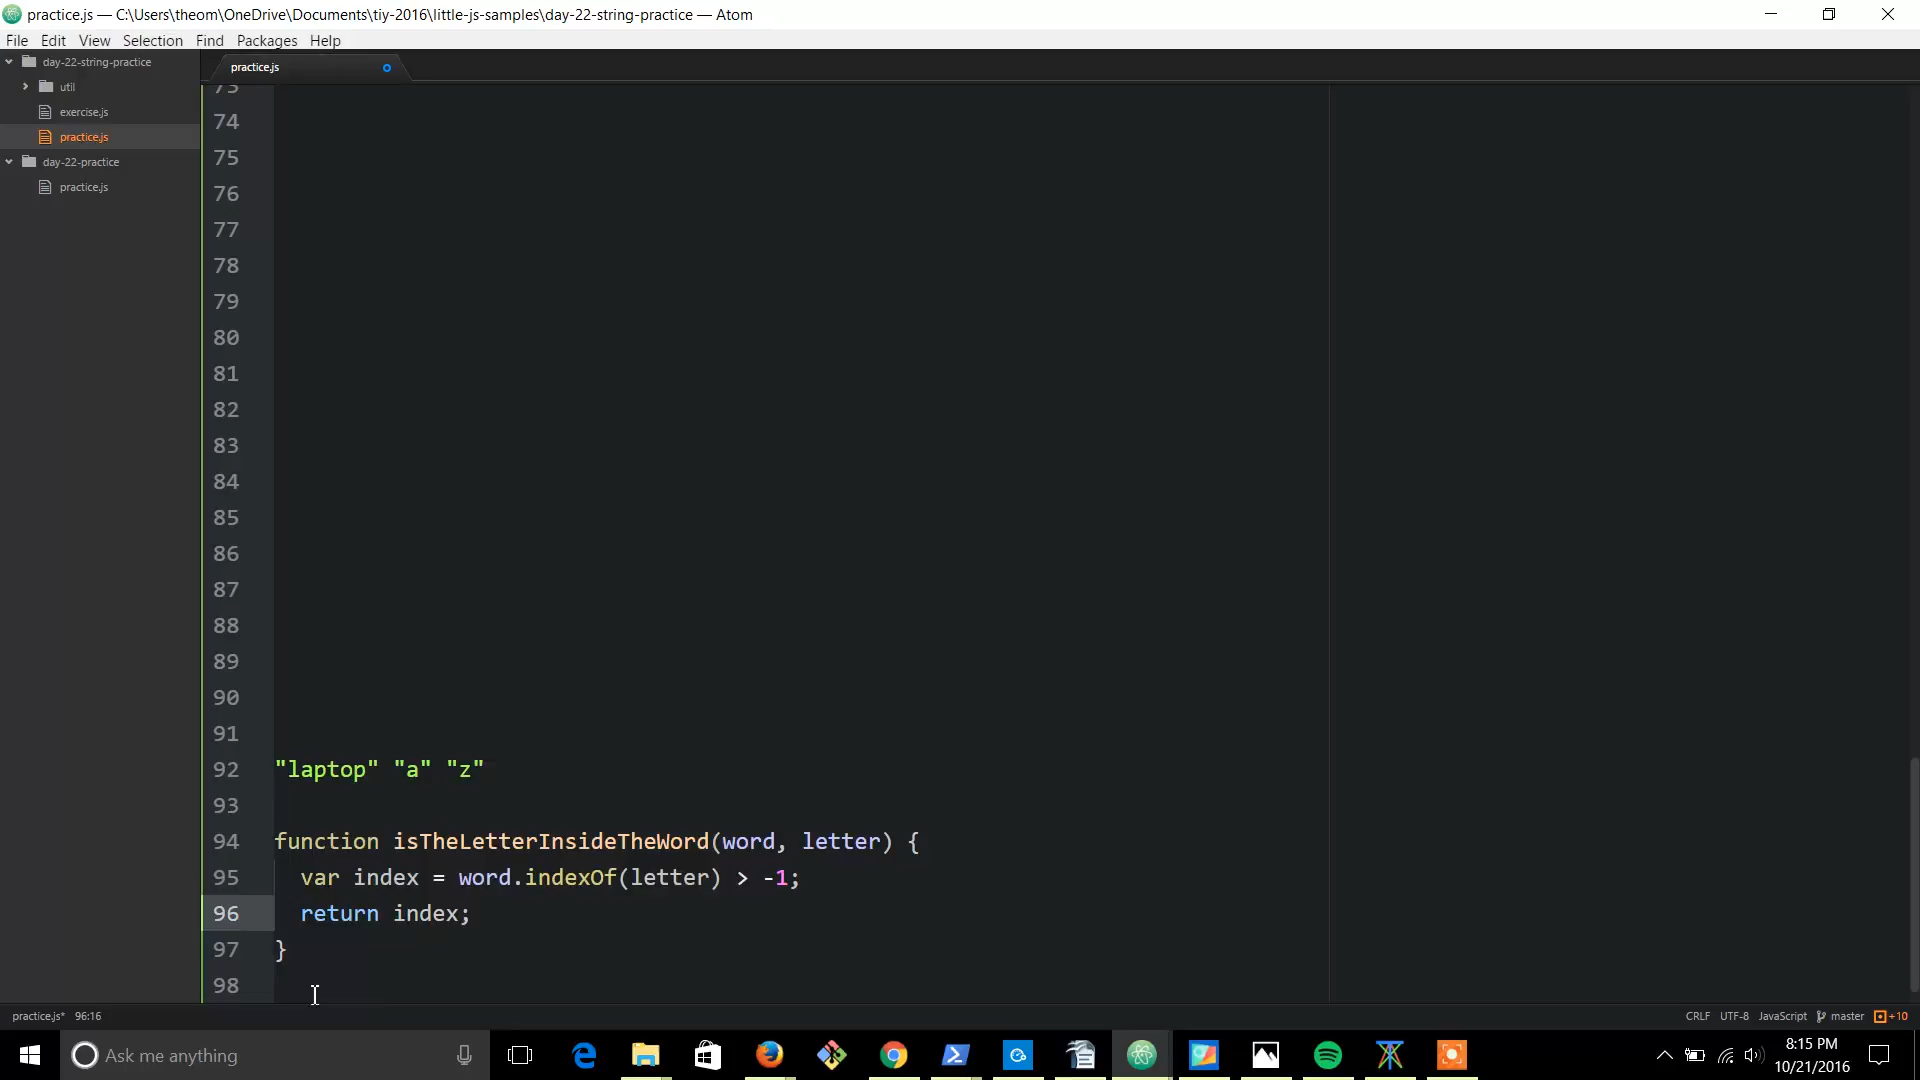 practice.js — C:\Users\theom\OneDrive\Documents\tiy-2016\little-js-samples\day-22-string-practice — Atom
File Edit View Selection Find Packages Help
day-22-string-practice
util
exercise.js
practice.js
day-22-practice
practice.js
practice.js
73
74
75
76
77
78
79
80
81
82
83
84
85
86
87
88
89
90
91
92 "laptop" "a" "z"
93
94 function isTheLetterInsideTheWord(word, letter) {
95 var index = word.indexOf(letter) > -1;
96 return index;
97 }
98
practice.js* 96:16
CRLF UTF-8 JavaScript master +10
Ask me anything
8:15 PM
10/21/2016